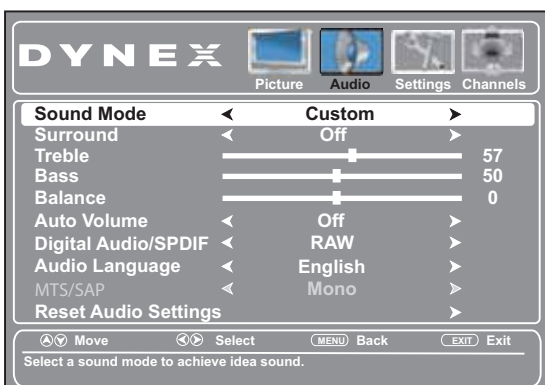 DYNEX
Picture Audio Settings Channels
Sound Mode Custom
Surround Off
Treble 57
Bass 50
Balance 0
Auto Volume Off
Digital Audio/SPDIF RAW
Audio Language English
MTS/SAP Mono
Reset Audio Settings
Move Select MENU Back EXIT Exit
Select a sound mode to achieve idea sound.